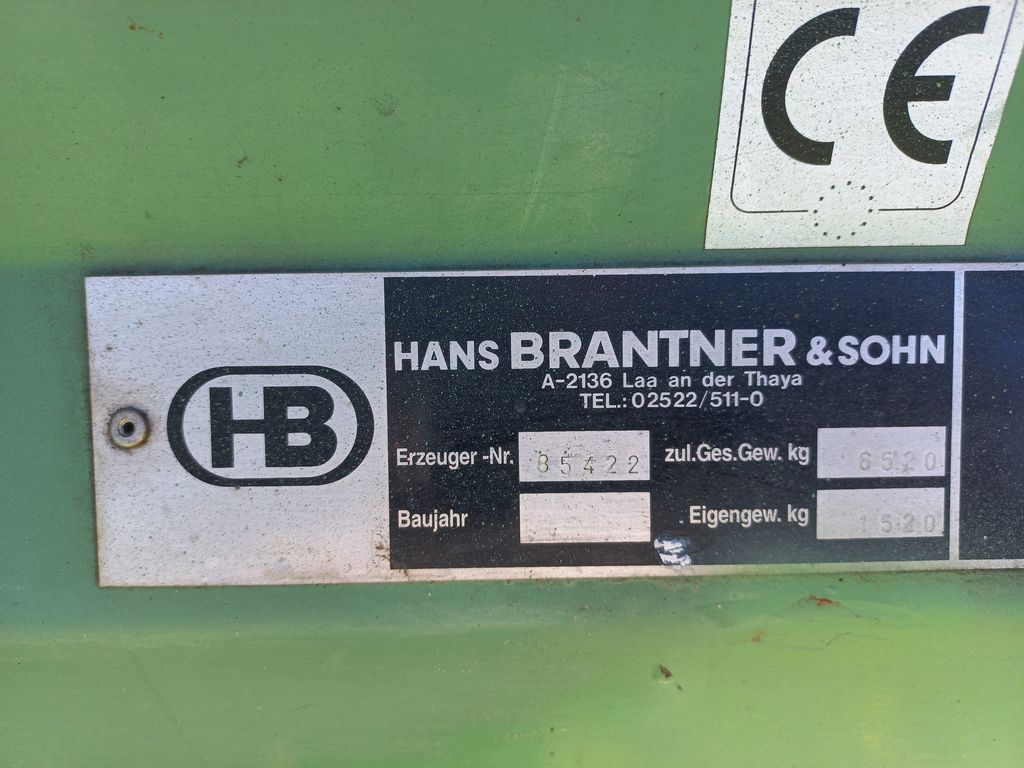 CE
HB
HANS BRANTNER & SOHN
A-2136 Laa an der Thaya
TEL.: 02522/511-0
Erzeuger -Nr. 85422 zul.Ges.Gew. kg 6520
Baujahr Eigengew. kg 1520